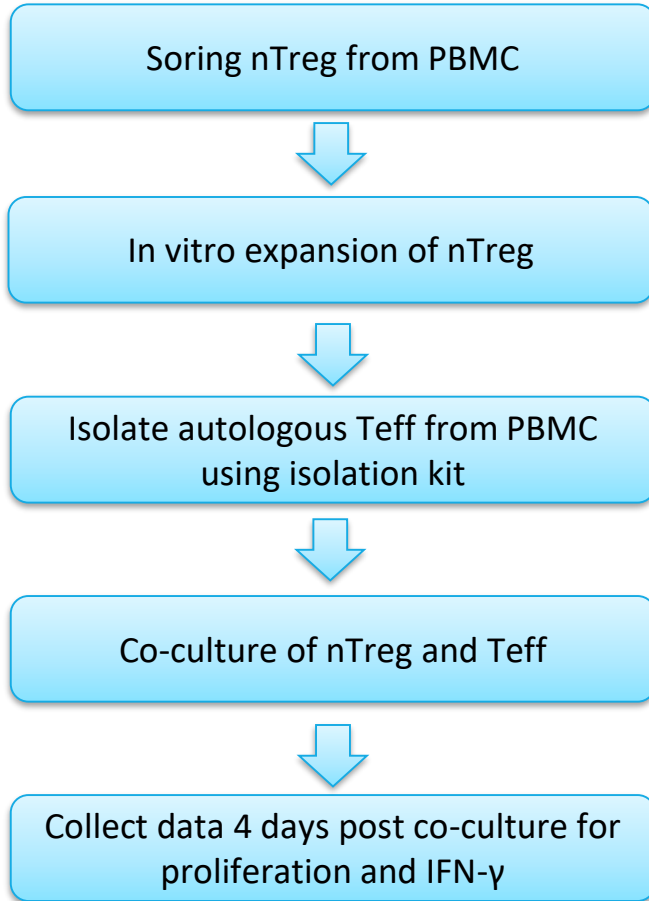 Soring nTreg from PBMC
In vitro expansion of nTreg
Isolate autologous Teff from PBMC
using isolation kit
Co-culture of nTreg and Teff
Collect data 4 days post co-culture for
proliferation and IFN-γ